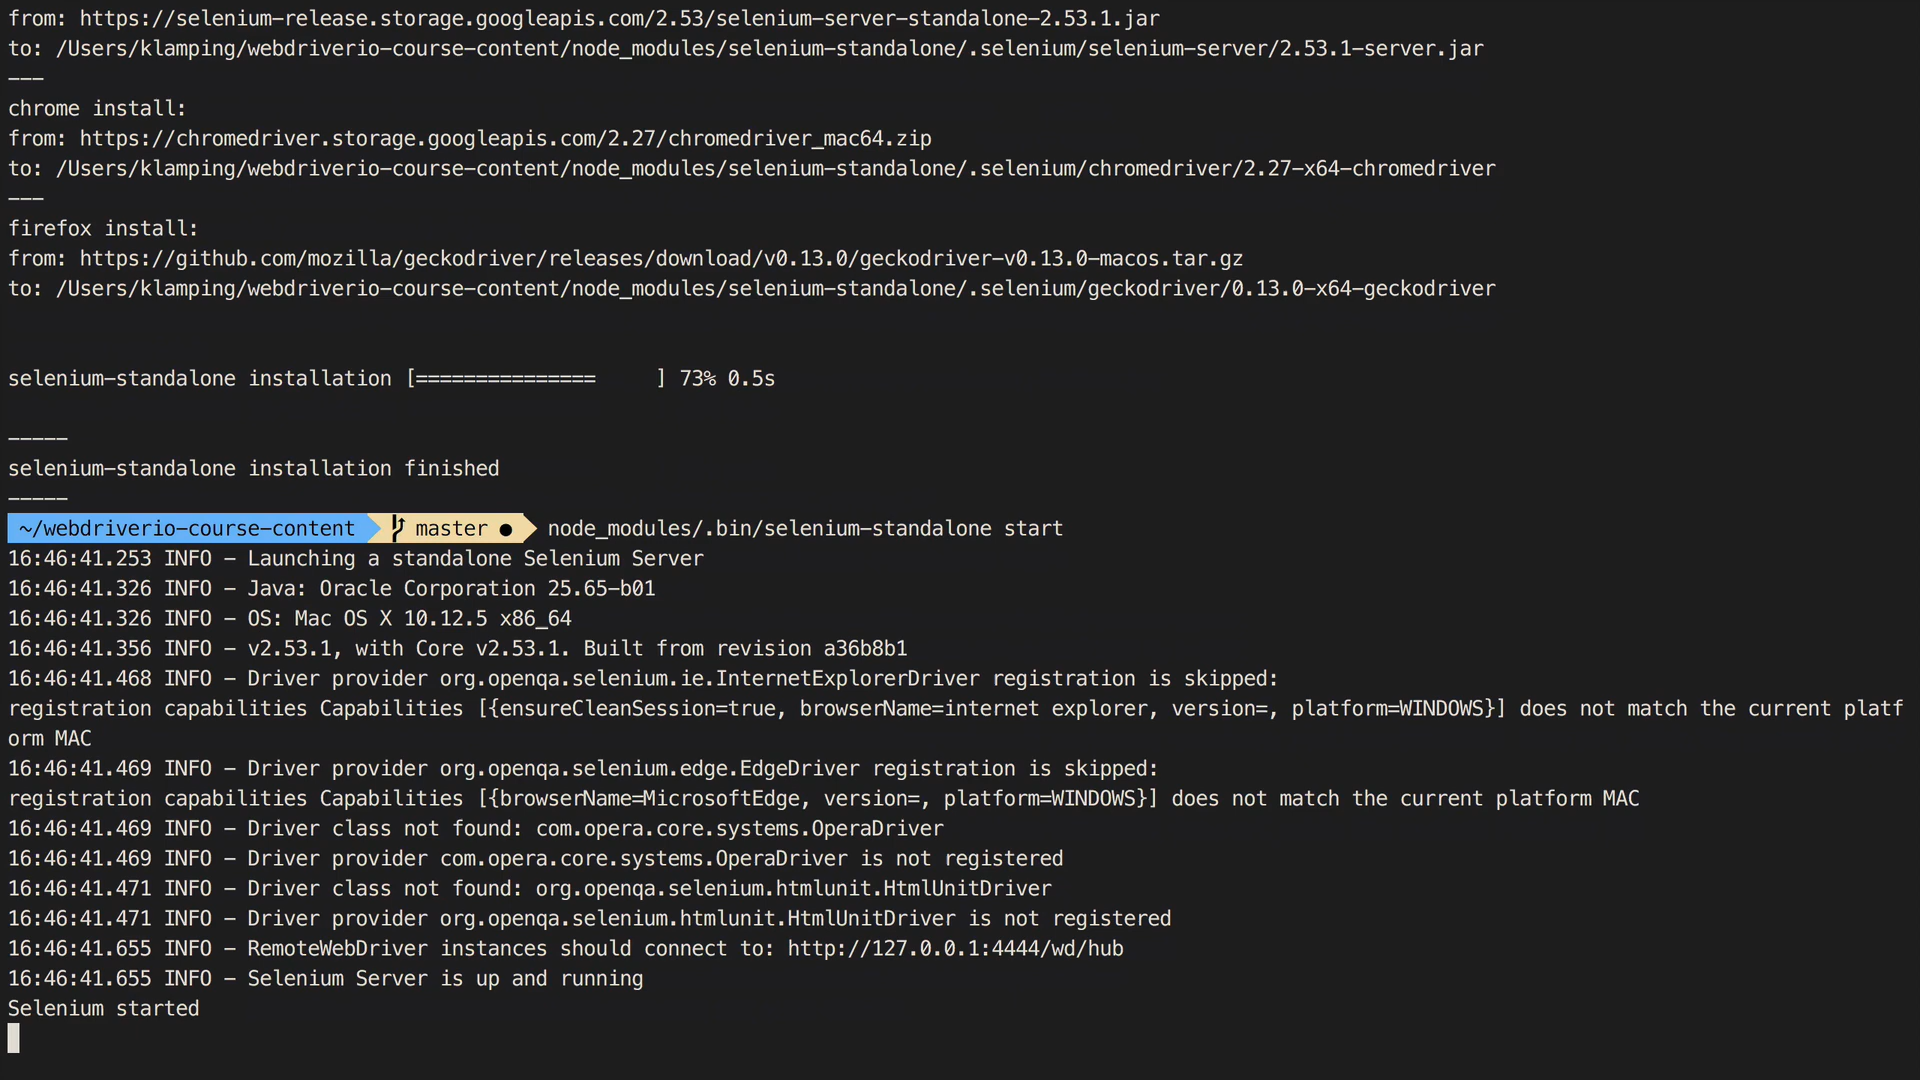 from: https://selenium-release.storage.googleapis.com/2.53/selenium-server-standalone-2.53.1.jar
to: /Users/klamping/webdriverio-course-content/node_modules/selenium-standalone/.selenium/selenium-server/2.53.1-server.jar
---
chrome install:
from: https://chromedriver.storage.googleapis.com/2.27/chromedriver_mac64.zip
to: /Users/klamping/webdriverio-course-content/node_modules/selenium-standalone/.selenium/chromedriver/2.27-x64-chromedriver
---
firefox install:
from: https://github.com/mozilla/geckodriver/releases/download/v0.13.0/geckodriver-v0.13.0-macos.tar.gz
to: /Users/klamping/webdriverio-course-content/node_modules/selenium-standalone/.selenium/geckodriver/0.13.0-x64-geckodriver
selenium-standalone installation [===============     ] 73% 0.5s
-----
selenium-standalone installation finished
-----
~/webdriverio-course-content master ● node_modules/.bin/selenium-standalone start
16:46:41.253 INFO - Launching a standalone Selenium Server
16:46:41.326 INFO - Java: Oracle Corporation 25.65-b01
16:46:41.326 INFO - OS: Mac OS X 10.12.5 x86_64
16:46:41.356 INFO - v2.53.1, with Core v2.53.1. Built from revision a36b8b1
16:46:41.468 INFO - Driver provider org.openqa.selenium.ie.InternetExplorerDriver registration is skipped:
registration capabilities Capabilities [{ensureCleanSession=true, browserName=internet explorer, version=, platform=WINDOWS}] does not match the current platf
orm MAC
16:46:41.469 INFO - Driver provider org.openqa.selenium.edge.EdgeDriver registration is skipped:
registration capabilities Capabilities [{browserName=MicrosoftEdge, version=, platform=WINDOWS}] does not match the current platform MAC
16:46:41.469 INFO - Driver class not found: com.opera.core.systems.OperaDriver
16:46:41.469 INFO - Driver provider com.opera.core.systems.OperaDriver is not registered
16:46:41.471 INFO - Driver class not found: org.openqa.selenium.htmlunit.HtmlUnitDriver
16:46:41.471 INFO - Driver provider org.openqa.selenium.htmlunit.HtmlUnitDriver is not registered
16:46:41.655 INFO - RemoteWebDriver instances should connect to: http://127.0.0.1:4444/wd/hub
16:46:41.655 INFO - Selenium Server is up and running
Selenium started